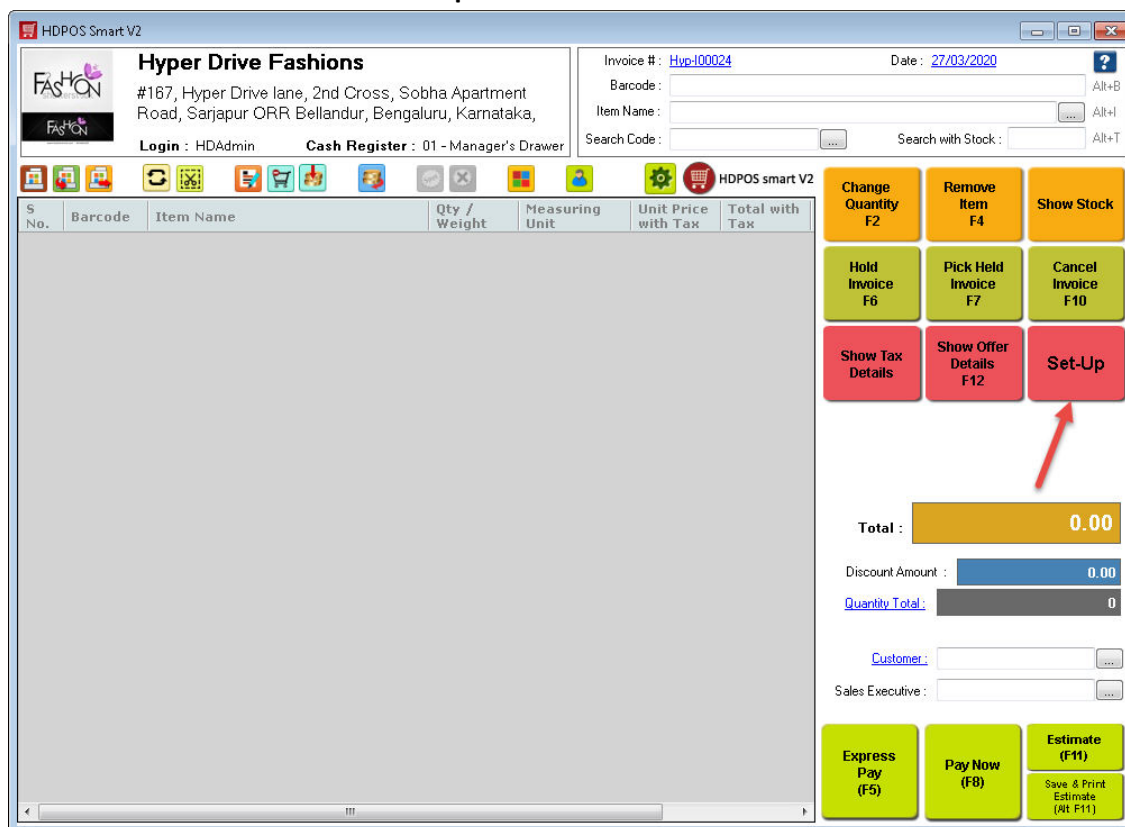 HDPOS Smart V2
FASHION
FASHION
Hyper Drive Fashions
#167, Hyper Drive lane, 2nd Cross, Sobha Apartment
Road, Sarjapur ORR Bellandur, Bengaluru, Karnataka,
Login : HDAdmin Cash Register : 01 - Manager's Drawer
Invoice # : Hyp-I00024 Date : 27/03/2020 ?
Barcode : Alt+B
Item Name : ... Alt+I
Search Code : ... Search with Stock : Alt+T
HDPOS smart V2
S No. Barcode Item Name Qty / Weight Measuring Unit Unit Price with Tax Total with Tax
Change
Quantity
F2
Remove
Item
F4
Show Stock
Hold
Invoice
F6
Pick Held
Invoice
F7
Cancel
Invoice
F10
Show Tax
Details
Show Offer
Details
F12
Set-Up
Total : 0.00
Discount Amount : 0.00
Quantity Total : 0
Customer : ...
Sales Executive : ...
Express
Pay
(F5)
Pay Now
(F8)
Estimate
(F11)
Save & Print
Estimate
(Alt F11)